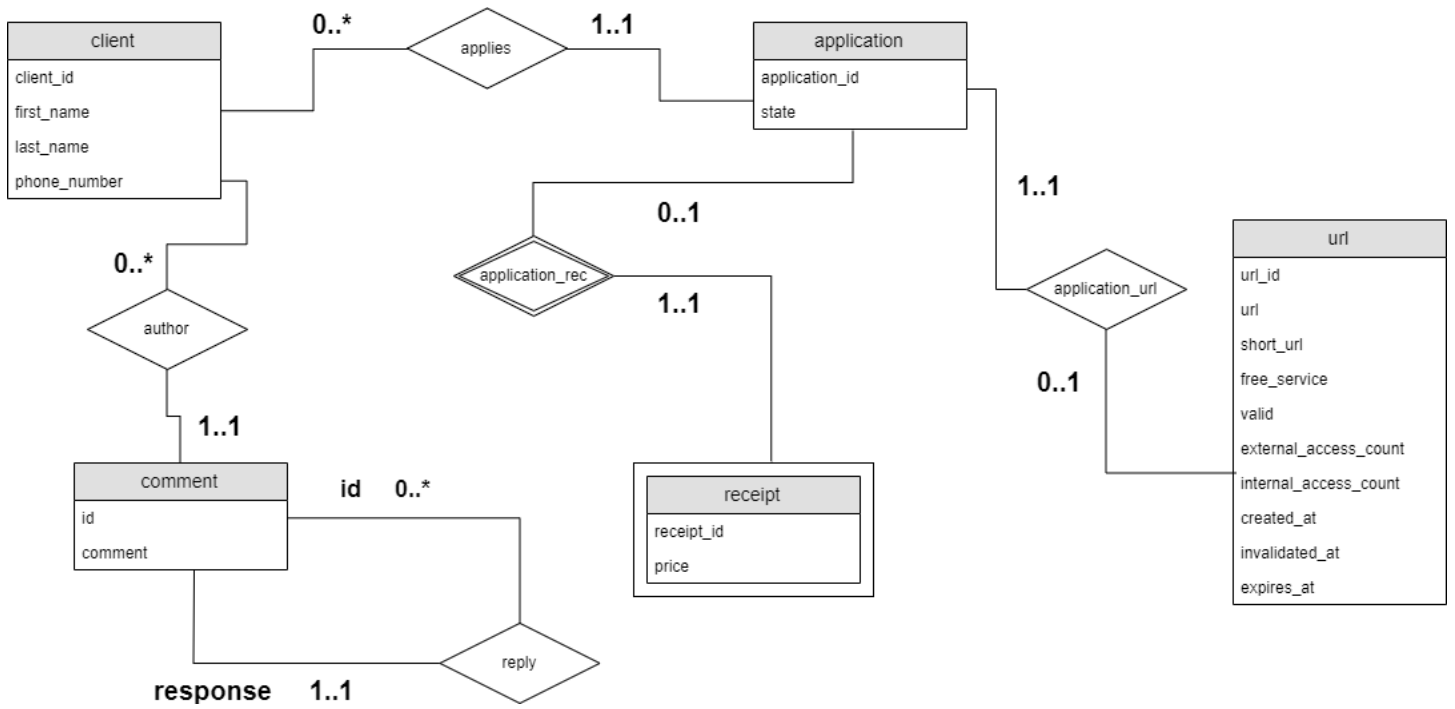 0..*
applies
1..1
client
client_id
first_name
last_name
phone_number
application
application_id
state
0..1
1..1
0..*
application_rec
1..1
application_url
0..1
url
url_id
url
short_url
free_service
valid
external_access_count
internal_access_count
created_at
invalidated_at
expires_at
author
1..1
comment
id
comment
id 0..*
receipt
receipt_id
price
reply
response 1..1